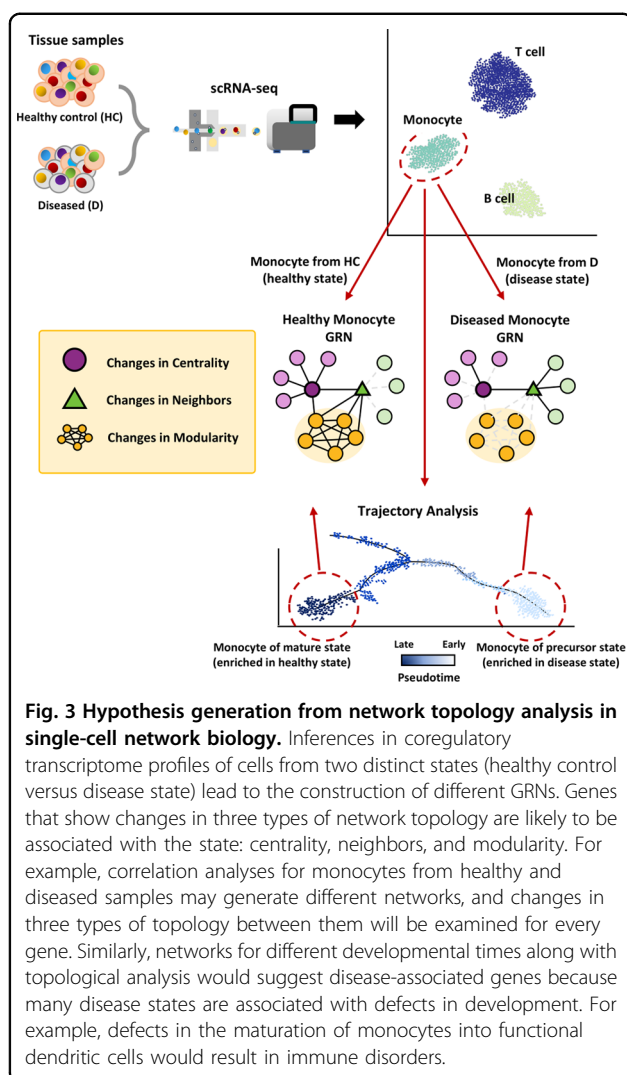 Tissue samples
Healthy control (HC)
Diseased (D)
scRNA-seq
T cell
Monocyte
B cell
Monocyte from HC
(healthy state)
Monocyte from D
(disease state)
Changes in Centrality
Changes in Neighbors
Changes in Modularity
Healthy Monocyte
GRN
Diseased Monocyte
GRN
Trajectory Analysis
Monocyte of mature state
(enriched in healthy state)
Late Early
Pseudotime
Monocyte of precursor state
(enriched in disease state)
Fig. 3 Hypothesis generation from network topology analysis in
single-cell network biology. Inferences in coregulatory
transcriptome profiles of cells from two distinct states (healthy control
versus disease state) lead to the construction of different GRNs. Genes
that show changes in three types of network topology are likely to be
associated with the state: centrality, neighbors, and modularity. For
example, correlation analyses for monocytes from healthy and
diseased samples may generate different networks, and changes in
three types of topology between them will be examined for every
gene. Similarly, networks for different developmental times along with
topological analysis would suggest disease-associated genes because
many disease states are associated with defects in development. For
example, defects in the maturation of monocytes into functional
dendritic cells would result in immune disorders.